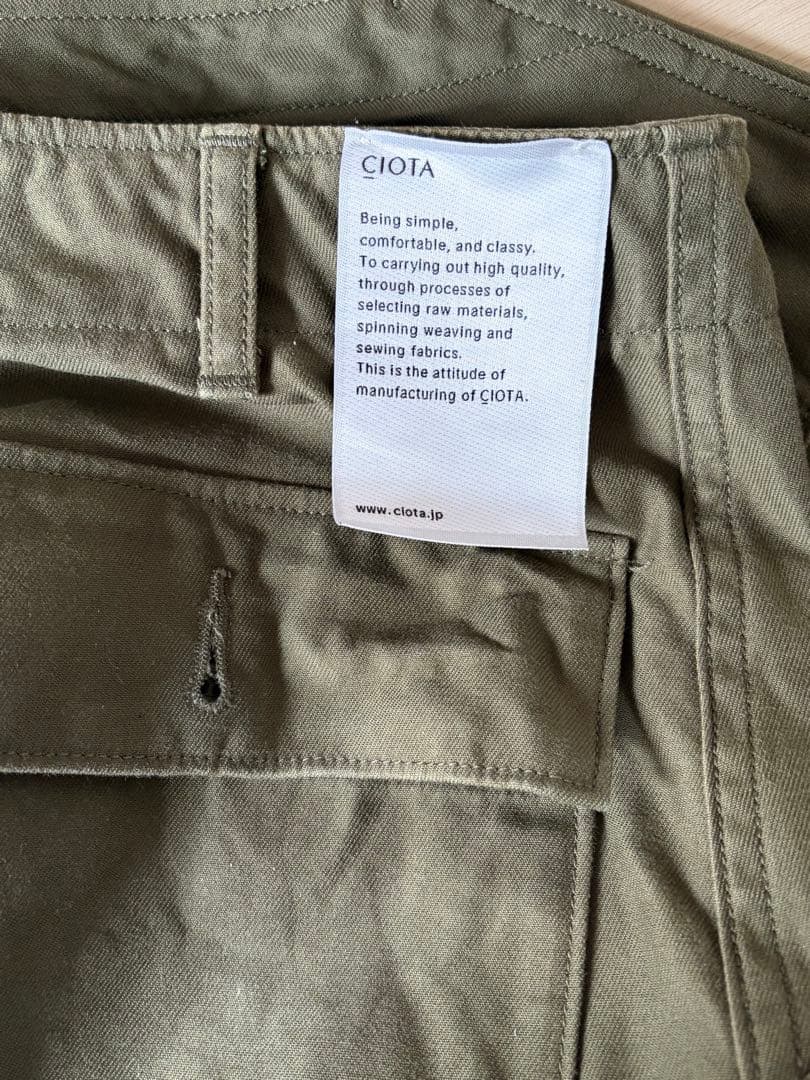 ÇIOTA
Being simple,
comfortable, and classy.
To carrying out high quality,
through processes of
selecting raw materials,
spinning weaving and
sewing fabrics.
This is the attitude of
manufacturing of ÇIOTA.
www.ciota.jp